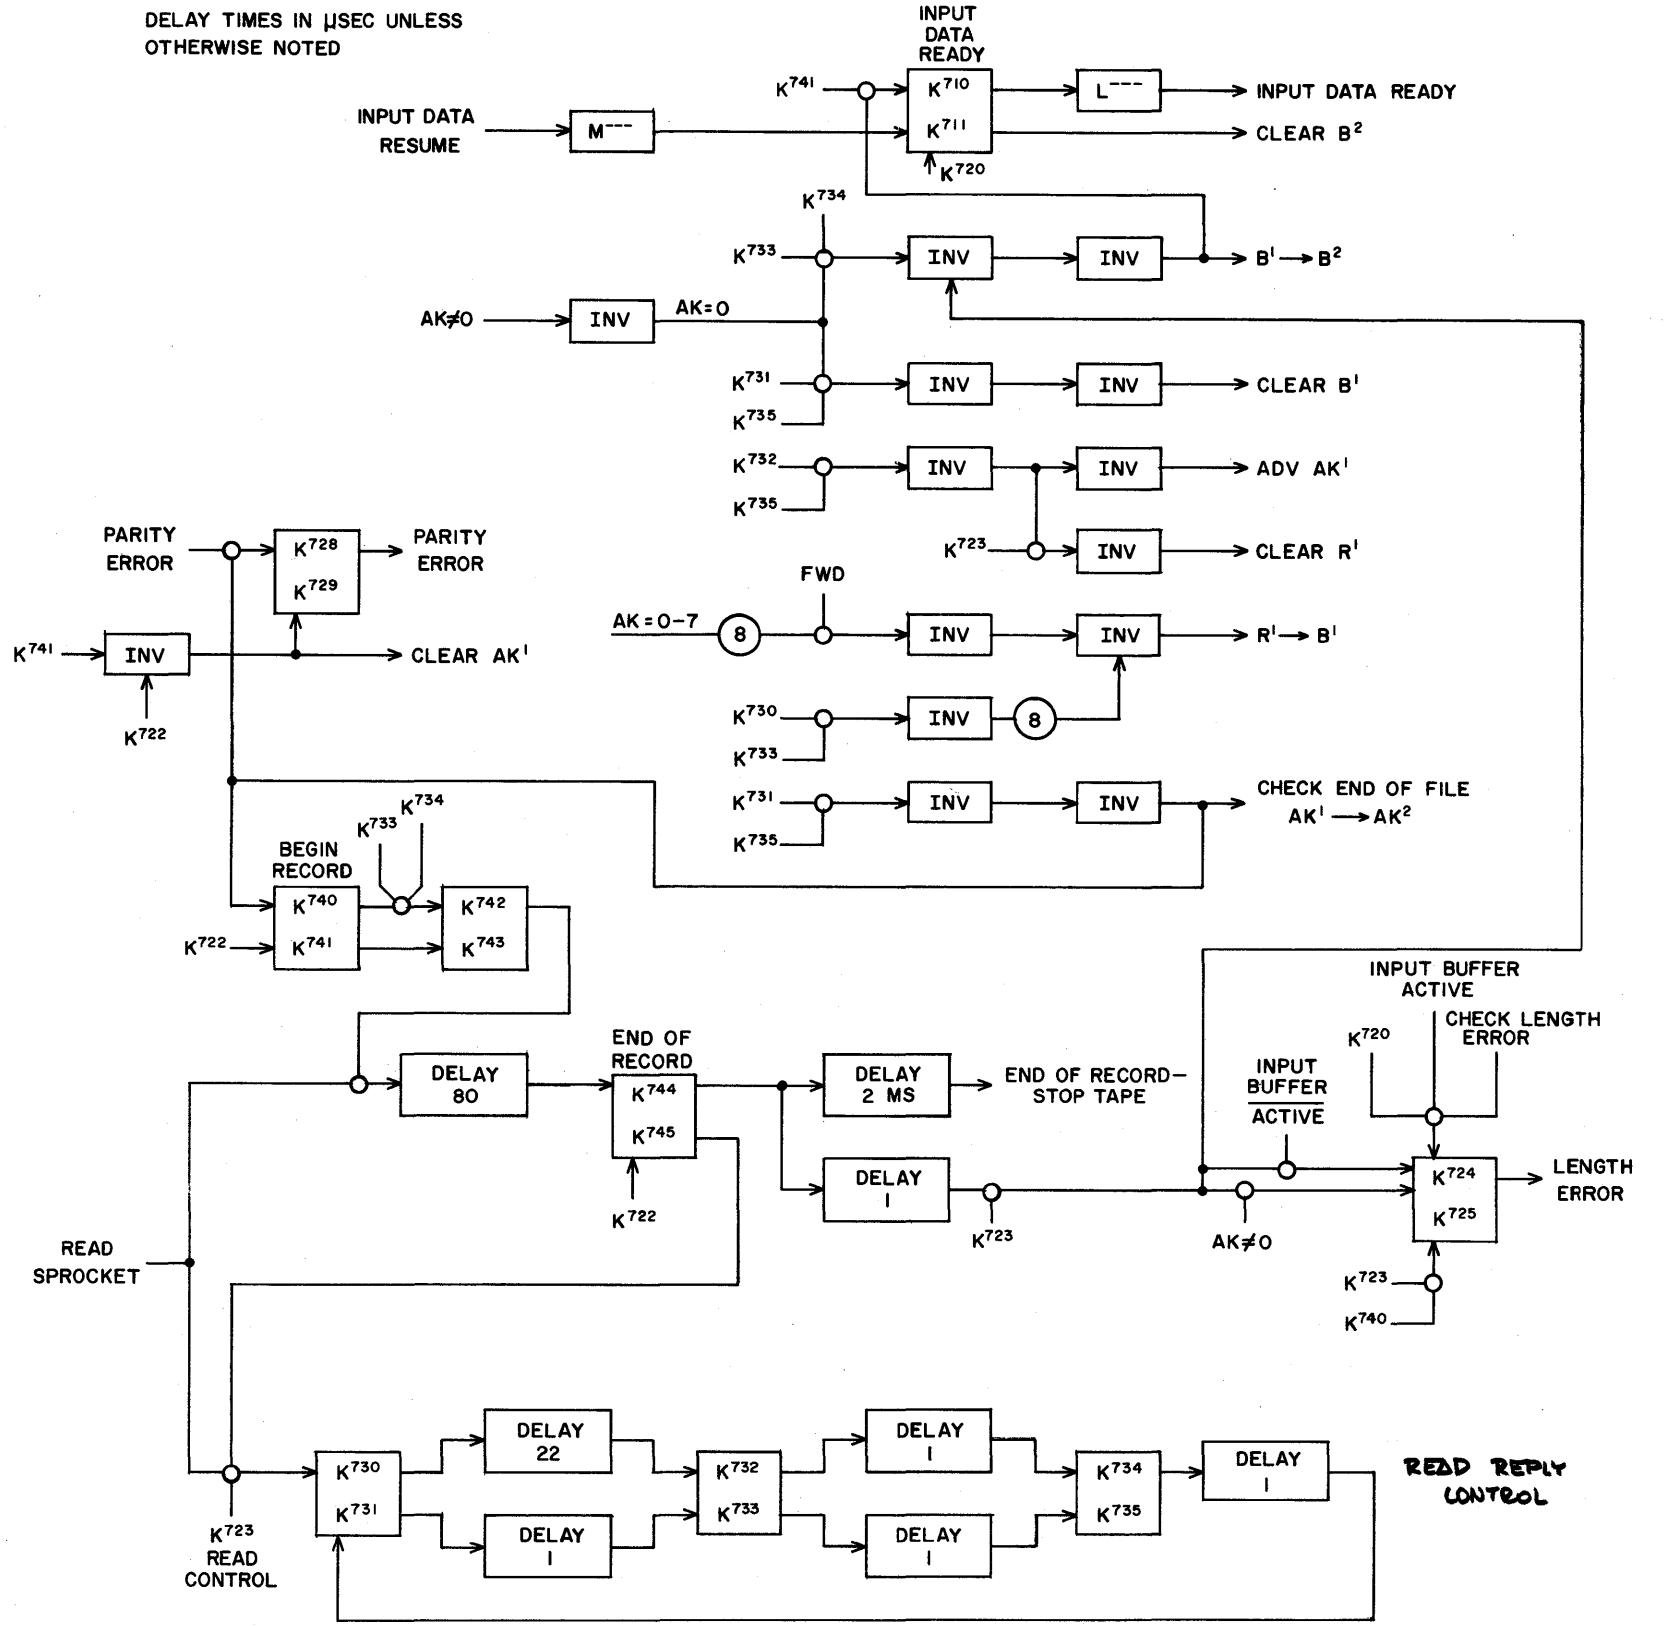 DELAY TIMES IN μSEC UNLESS
OTHERWISE NOTED
INPUT
DATA
READY
K741
K710
L---
INPUT DATA READY
INPUT DATA
RESUME
M---
K711
CLEAR B2
K720
K734
K733
INV
INV
B1 → B2
AK≠0
INV
AK=0
K731
INV
INV
CLEAR B1
K735
K732
INV
INV
ADV AK1
K735
PARITY
ERROR
K728
K729
PARITY
ERROR
K723
INV
CLEAR R1
FWD
AK=0-7
8
INV
INV
R1 → B1
K741
INV
CLEAR AK1
K722
K730
INV
8
K733
K731
INV
INV
CHECK END OF FILE
AK1 → AK2
K735
K734
K733
BEGIN
RECORD
K740
K742
K722
K741
K743
INPUT BUFFER
ACTIVE
CHECK LENGTH
ERROR
K720
END OF
RECORD
DELAY
80
K744
K745
DELAY
2 MS
END OF RECORD-
STOP TAPE
INPUT
BUFFER
ACTIVE
K722
DELAY
1
K723
AK≠0
K724
K725
LENGTH
ERROR
READ
SPROCKET
K723
K740
DELAY
22
DELAY
1
K730
K731
K732
K733
K734
K735
DELAY
1
READ REPLY
CONTROL
DELAY
1
DELAY
1
K723
READ
CONTROL